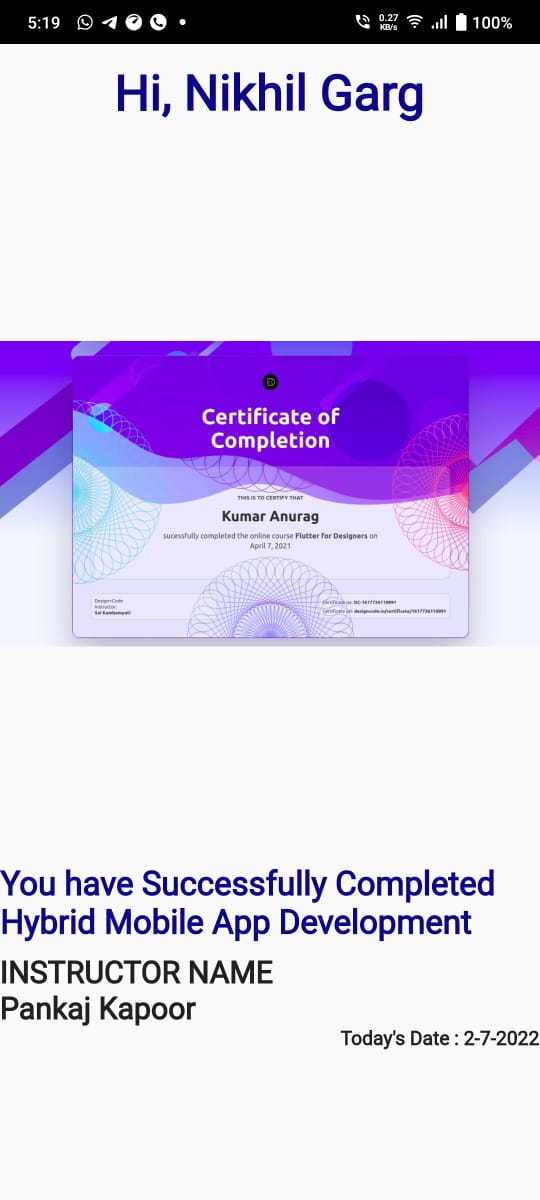 5:19
0.27
KB/s
100%
Hi, Nikhil Garg
Certificate of
Completion
THIS IS TO CERTIFY THAT
Kumar Anurag
sucessfully completed the online course Flutter for Designers on
April 7, 2021
Design+Code
Instructor:
Sai Kambampati
Certificate no: DC-1617736119991
Certificate url: designcode.io/certificate/1617736119991
You have Successfully Completed
Hybrid Mobile App Development
INSTRUCTOR NAME
Pankaj Kapoor
Today's Date : 2-7-2022